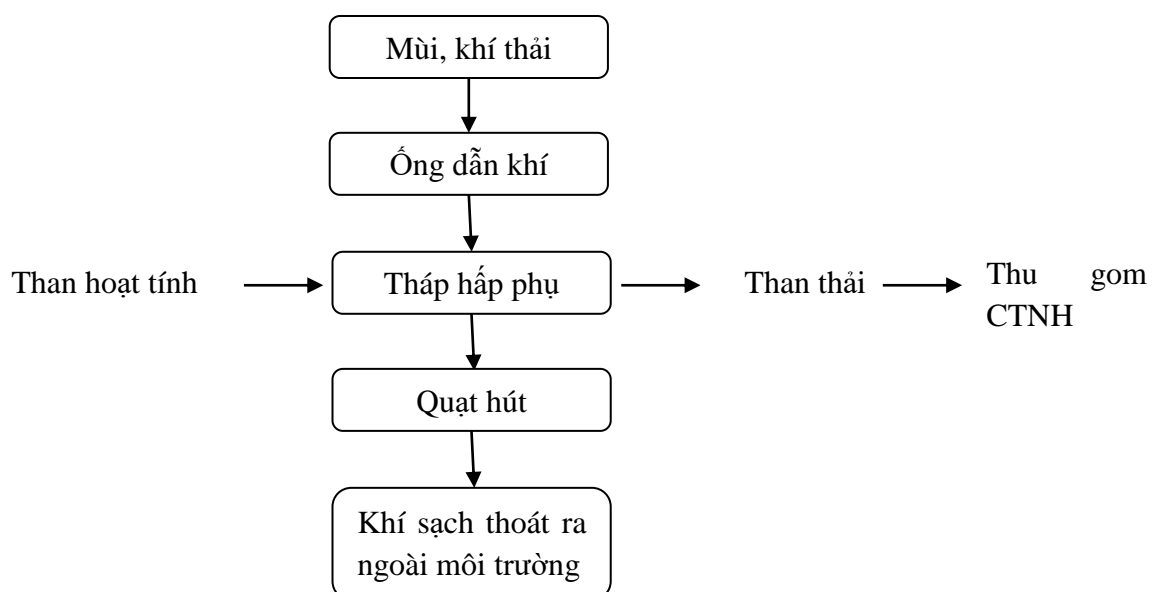 Mùi, khí thải
Ống dẫn khí
Than hoạt tính
Tháp hấp phụ
Than thải
Thu gom
CTNH
Quạt hút
Khí sạch thoát ra
ngoài môi trường